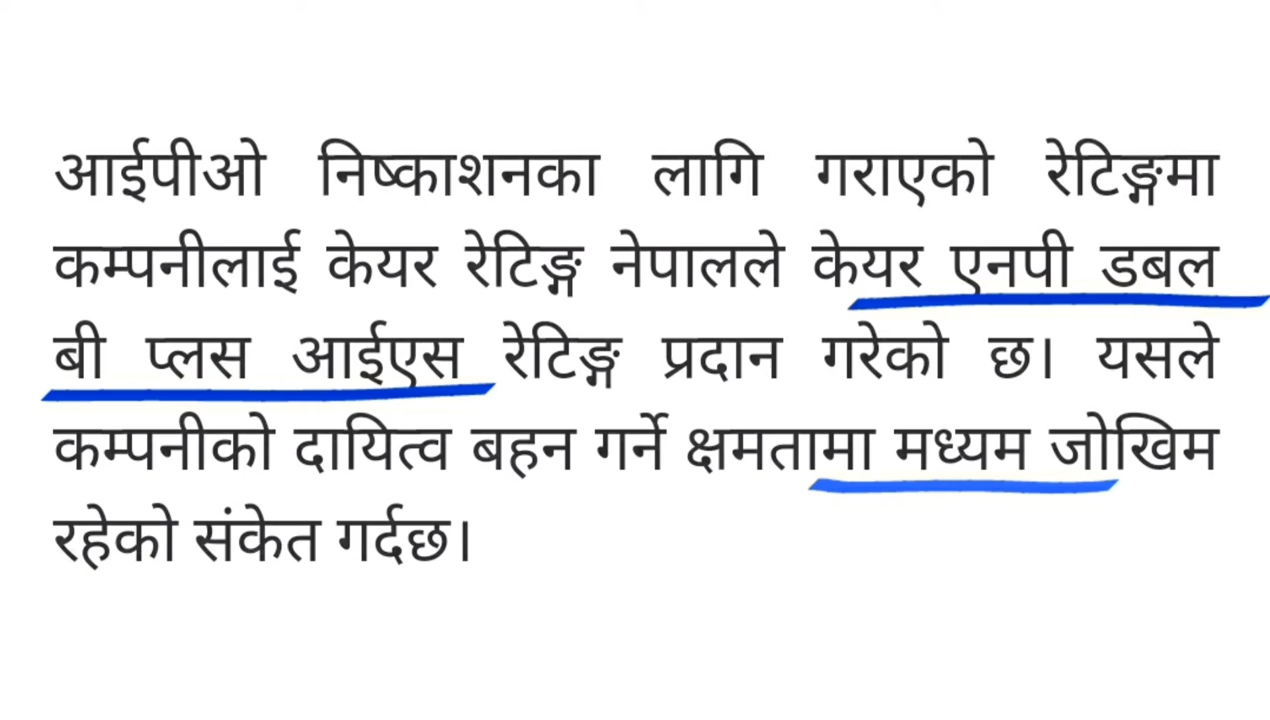 आईपीओ निष्काशनका लागि गराएको रेटिङ्गमा
कम्पनीलाई केयर रेटिङ्ग नेपालले केयर एनपी डबल
बी प्लस आईएस रेटिङ्ग प्रदान गरेको छ। यसले
कम्पनीको दायित्व बहन गर्ने क्षमतामा मध्यम जोखिम
रहेको संकेत गर्दछ।